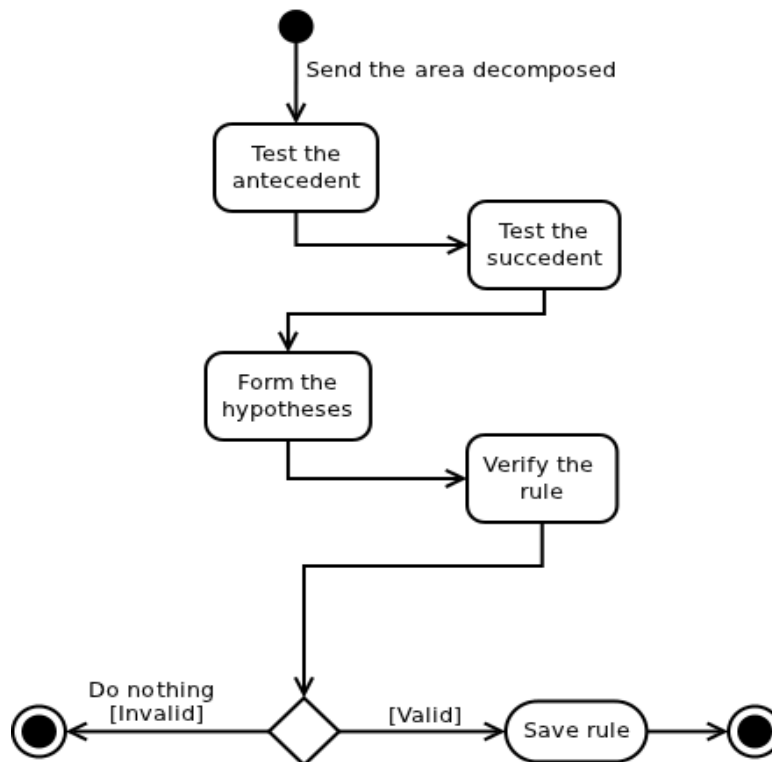 Send the area decomposed
Test the
antecedent
Test the
succedent
Form the
hypotheses
Verify the
rule
Do nothing
[Invalid]
[Valid]
Save rule